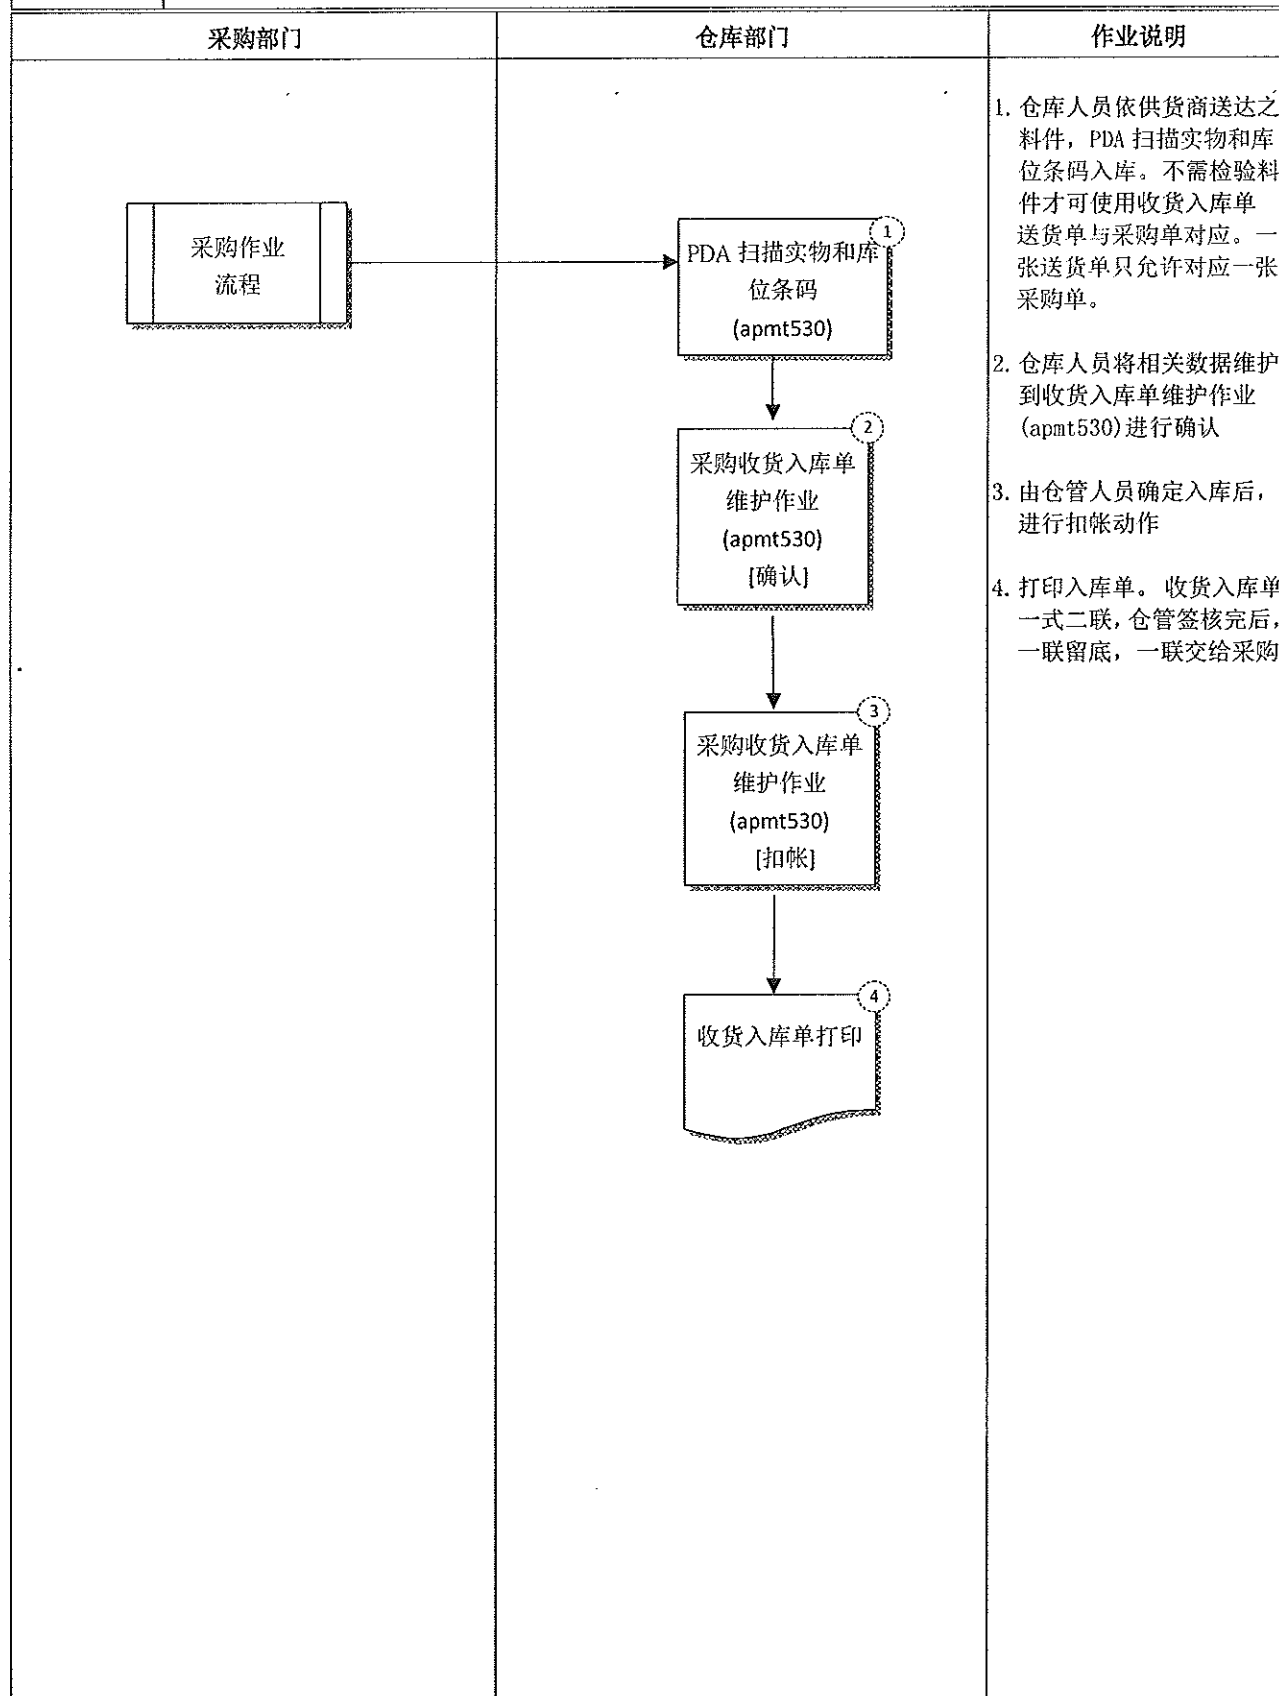 采购部门
仓库部门
作业说明
采购作业
流程
1
PDA 扫描实物和库
位条码
(apmt530)
2
采购收货入库单
维护作业
(apmt530)
[确认]
3
采购收货入库单
维护作业
(apmt530)
[扣帐]
4
收货入库单打印
1. 仓库人员依供货商送达之
料件，PDA 扫描实物和库
位条码入库。不需检验料
件才可使用收货入库单
送货单与采购单对应。一
张送货单只允许对应一张
采购单。
2. 仓库人员将相关数据维护
到收货入库单维护作业
(apmt530)进行确认
3. 由仓管人员确定入库后，
进行扣帐动作
4. 打印入库单。 收货入库单
一式二联，仓管签核完后，
一联留底，一联交给采购